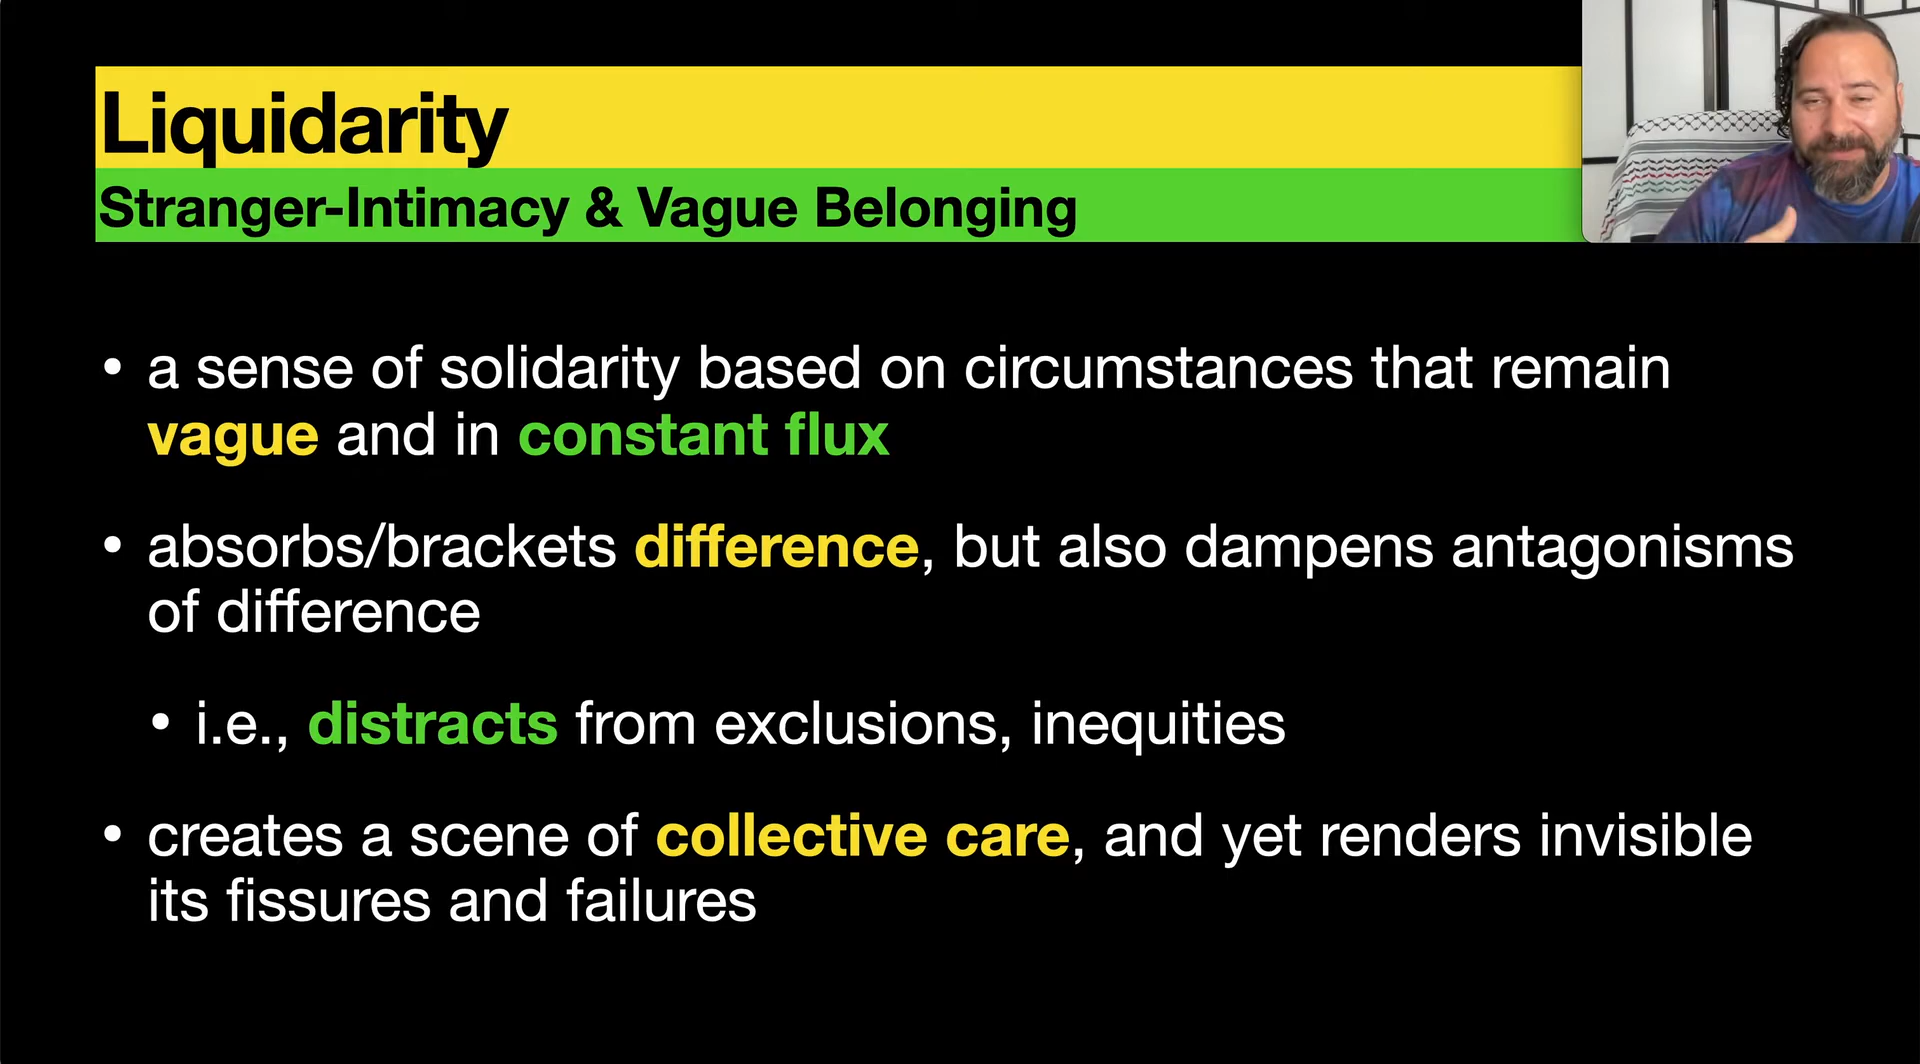 Liquidarity
Stranger-Intimacy & Vague Belonging
• a sense of solidarity based on circumstances that remain
vague and in constant flux
• absorbs/brackets difference, but also dampens antagonisms
of difference
• i.e., distracts from exclusions, inequities
• creates a scene of collective care, and yet renders invisible
its fissures and failures